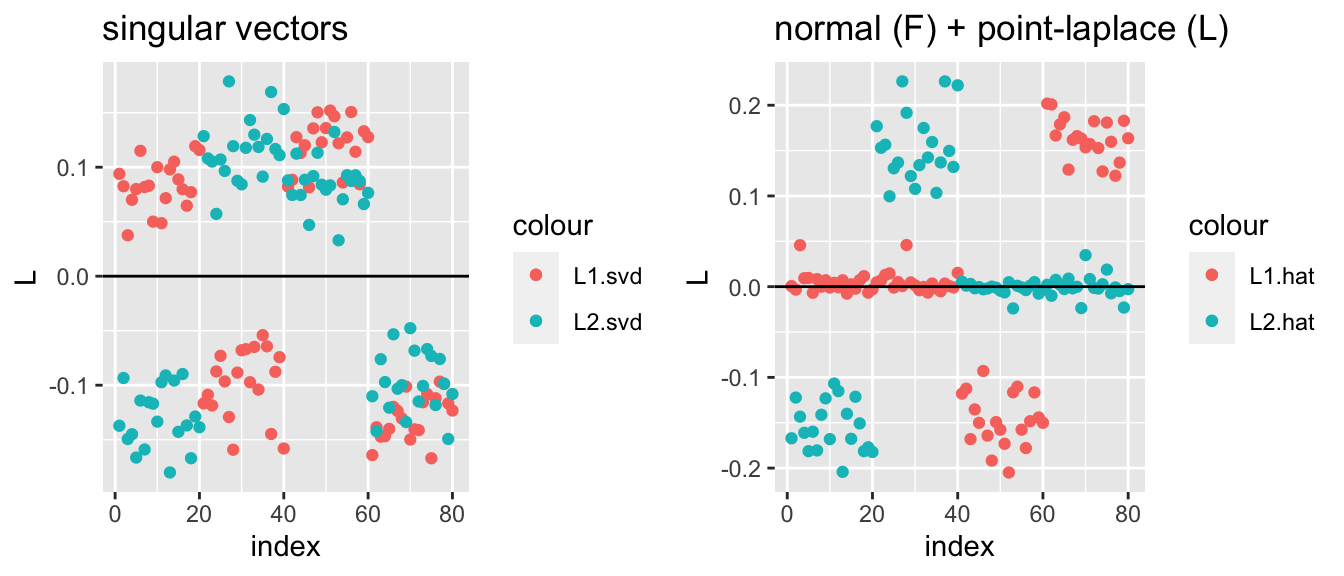 singular vectors
L
0.1
0.0
-0.1
0
20
40
60
80
index
colour
L1.svd
L2.svd
normal (F) + point-laplace (L)
L
0.2
0.1
0.0
-0.1
-0.2
0
20
40
60
80
index
colour
L1.hat
L2.hat